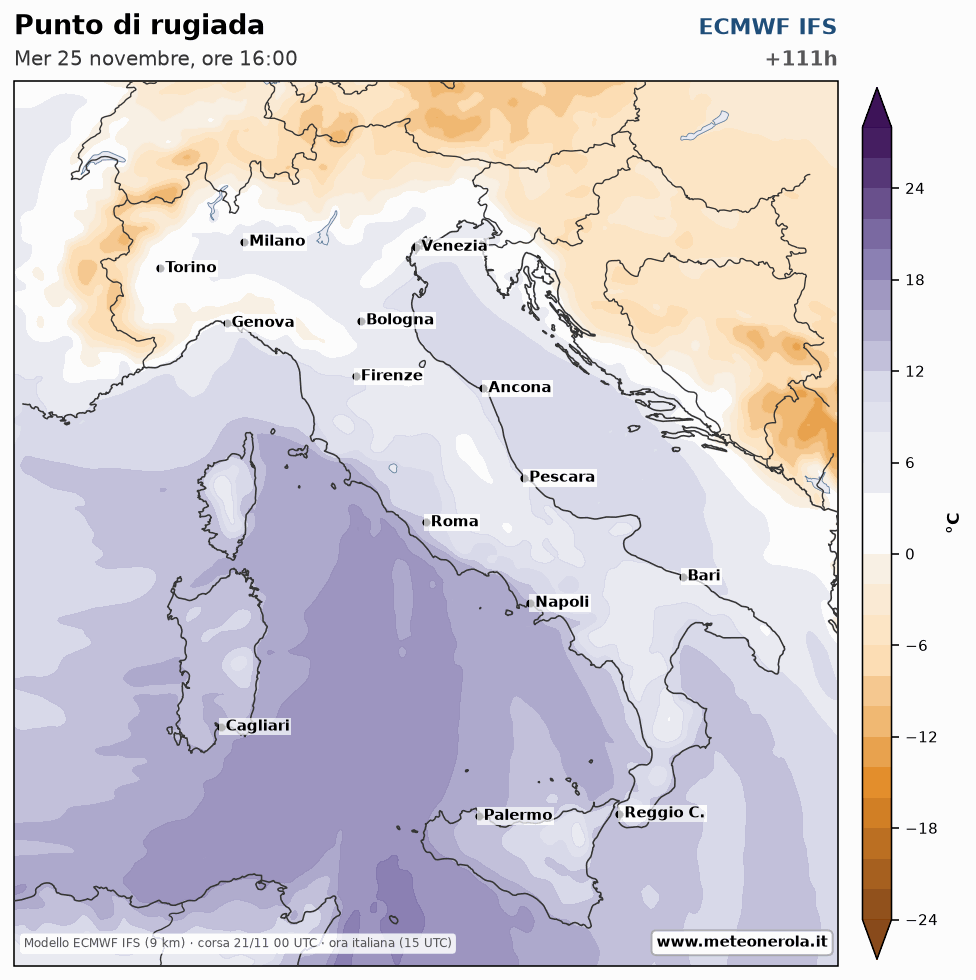 Punto di rugiada
ECMWF IFS
Mer 25 novembre, ore 16:00
+111h
Milano
Venezia
Torino
Genova
Bologna
Firenze
Ancona
Pescara
Roma
Bari
Napoli
Cagliari
Palermo
Reggio C.
24
18
12
6
0
−6
−12
−18
−24
°C
Modello ECMWF IFS (9 km) · corsa 21/11 00 UTC · ora italiana (15 UTC)
www.meteonerola.it